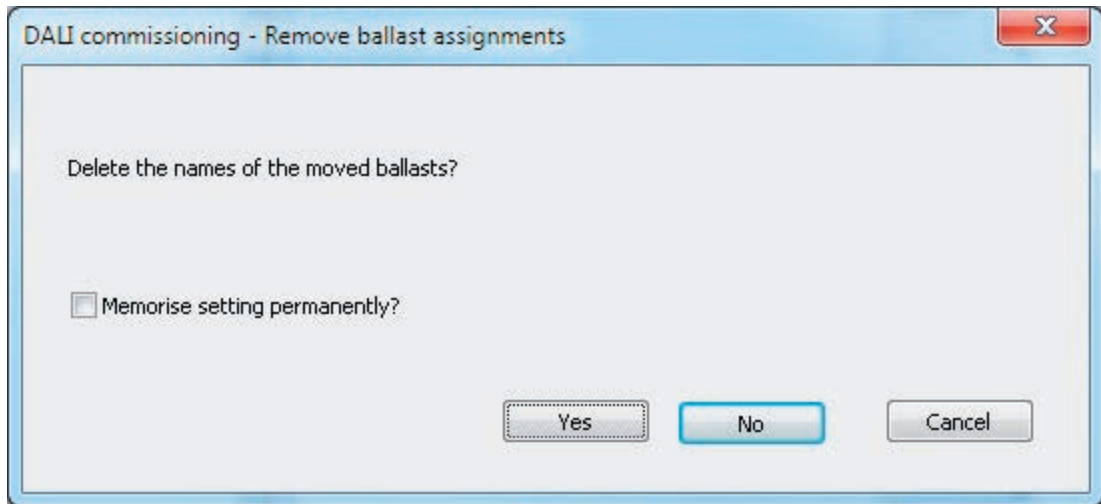 DALI commissioning - Remove ballast assignments
Delete the names of the moved ballasts?
Memorise setting permanently?
Yes No Cancel